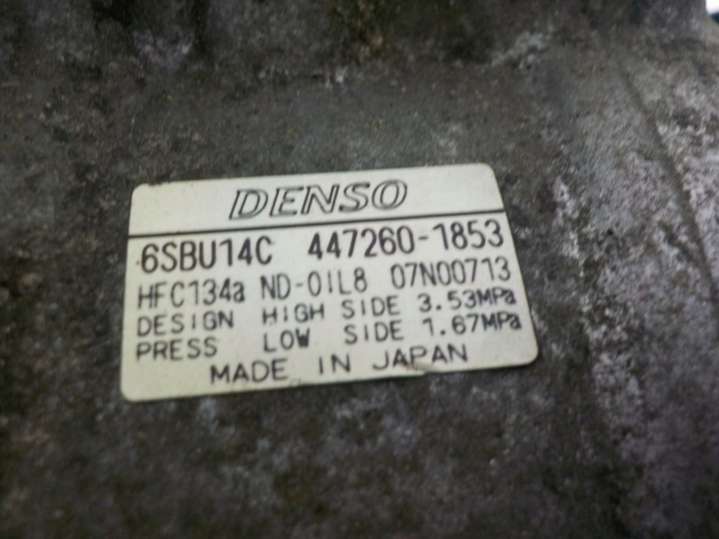 DENSO
6SBU14C 447260-1853
HFC134a ND-OIL8 07N00713
DESIGN HIGH SIDE 3.53MPa
PRESS LOW SIDE 1.67MPa
MADE IN JAPAN